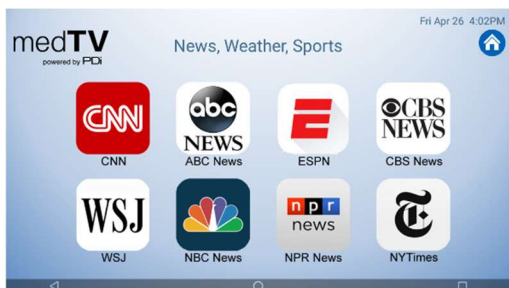 Fri Apr 26 4:02PM
medTV
powered by PDi
News, Weather, Sports
CNN
abc
NEWS
E
CBS
NEWS
CNN
ABC News
ESPN
CBS News
WSJ
npr
news
T
WSJ
NBC News
NPR News
NYTimes